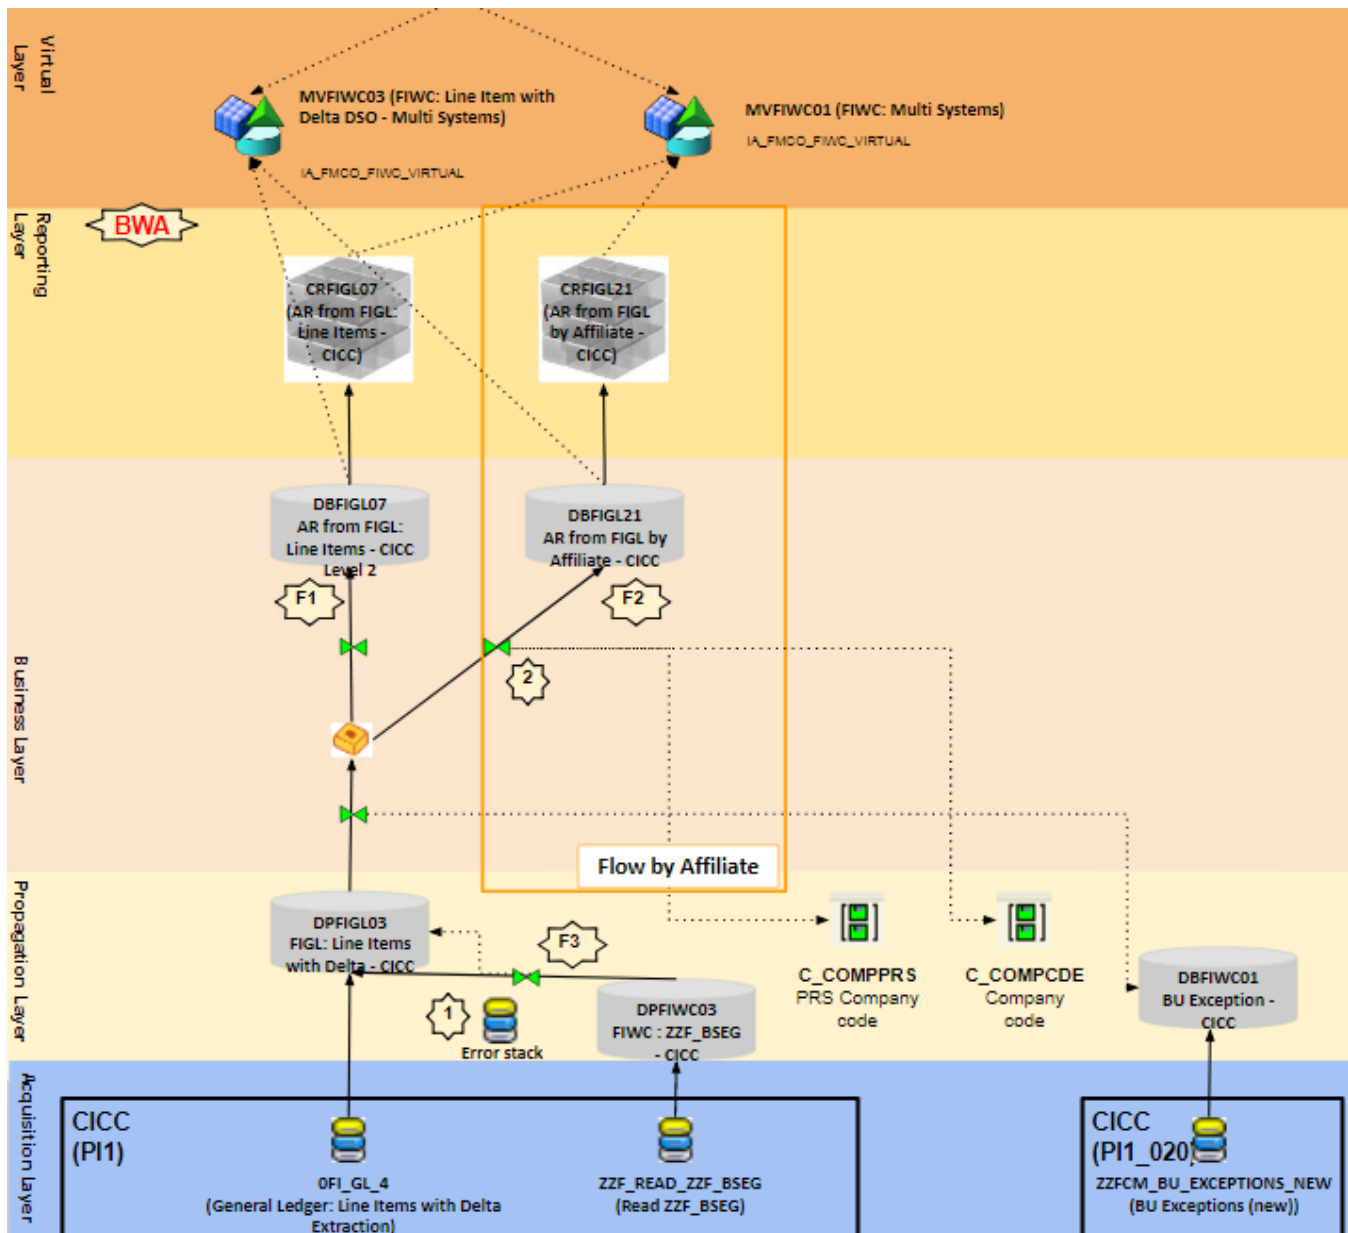 Virtual
Layer
MVFIWC03 (FIWC: Line Item with
Delta DSO - Multi Systems)
IA_FMCO_FIWC_VIRTUAL
MVFIWC01 (FIWC: Multi Systems)
IA_FMCO_FIWC_VIRTUAL
Reporting
Layer
BWA
CRFIGL07
(AR from FIGL:
Line Items -
CICC)
CRFIGL21
(AR from FIGL
by Affiliate -
CICC)
Business Layer
DBFIGL07
AR from FIGL:
Line Items - CICC
Level 2
DBFIGL21
AR from FIGL by
Affiliate - CICC
F1
F2
2
Flow by Affiliate
Propagation Layer
DPFIGL03
FIGL: Line Items
with Delta - CICC
F3
1
Error stack
DPFIWC03
FIWC : ZZF_BSEG
- CICC
C_COMPPRS
PRS Company
code
C_COMPCDE
Company
code
DBFIWC01
BU Exception -
CICC
Acquisition Layer
CICC
(PI1)
0FI_GL_4
(General Ledger: Line Items with Delta
Extraction)
ZZF_READ_ZZF_BSEG
(Read ZZF_BSEG)
CICC
(PI1_020)
ZZFCM_BU_EXCEPTIONS_NEW
(BU Exceptions (new))